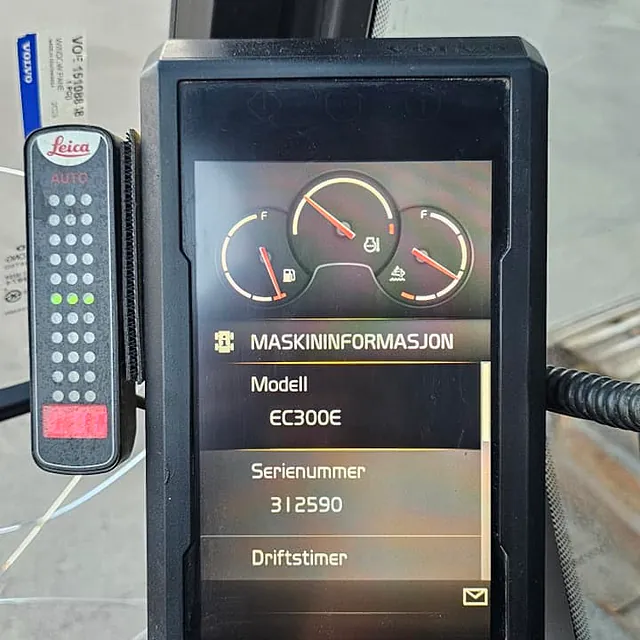 VOLVO
Leica
AUTO
F
F
MASKININFORMASJON
Modell
EC300E
Serienummer
312590
Driftstimer